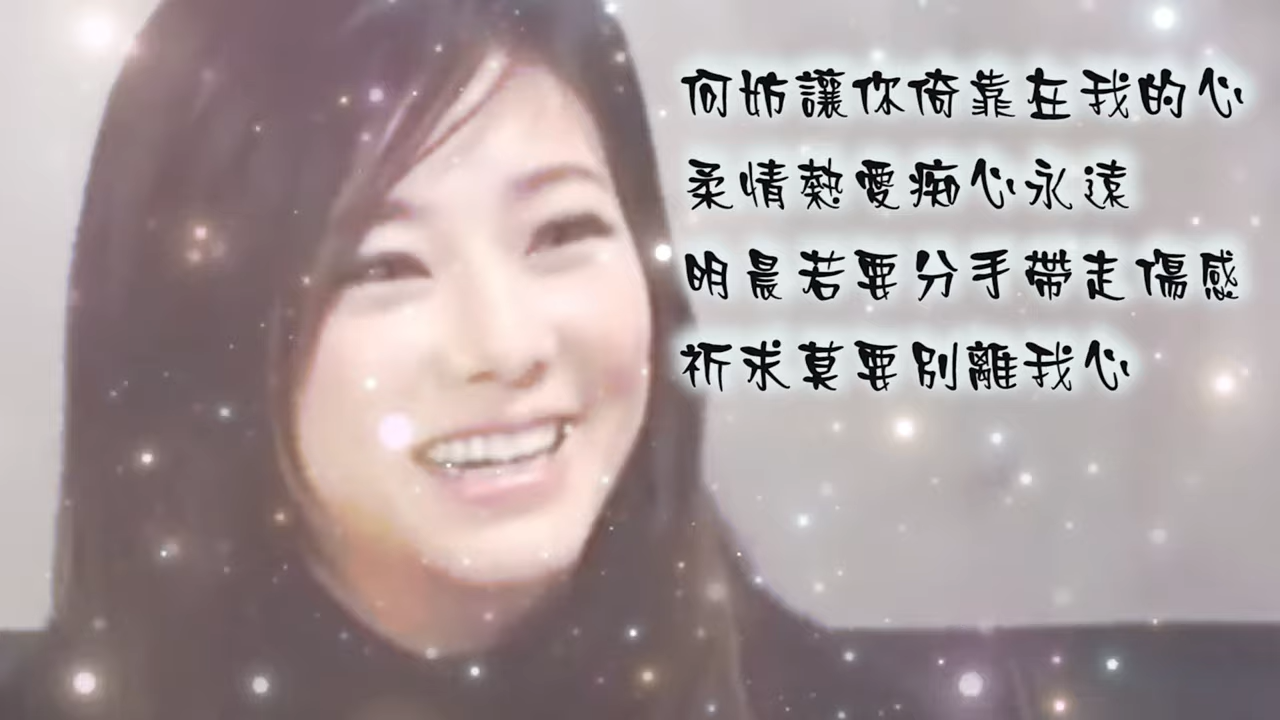 何妨讓你倚靠在我的心
柔情熱愛痴心永遠
明晨若要分手帶走傷感
祈求莫要別離我心